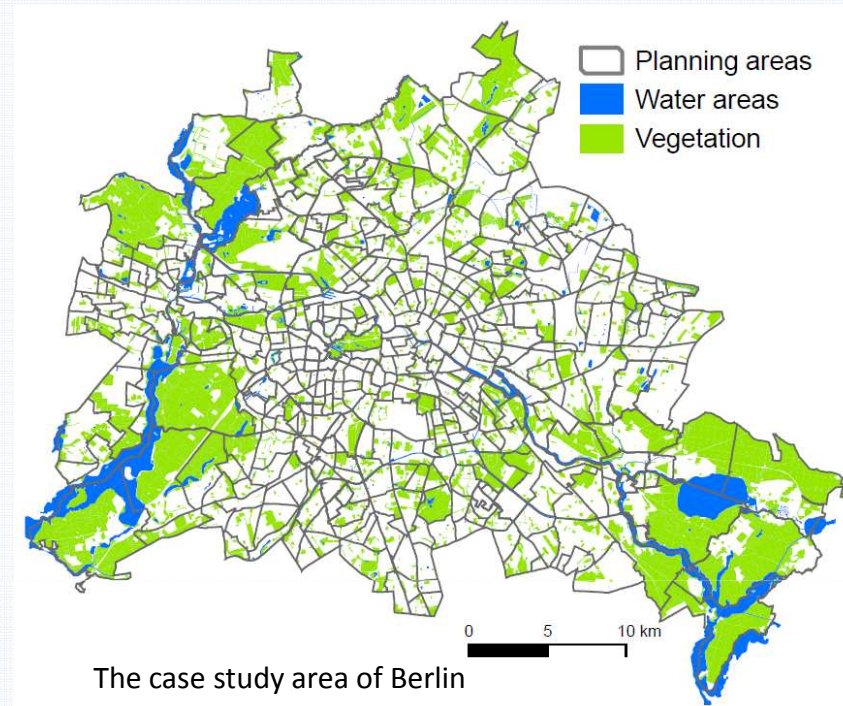 Planning areas
Water areas
Vegetation
0 5 10 km
The case study area of Berlin